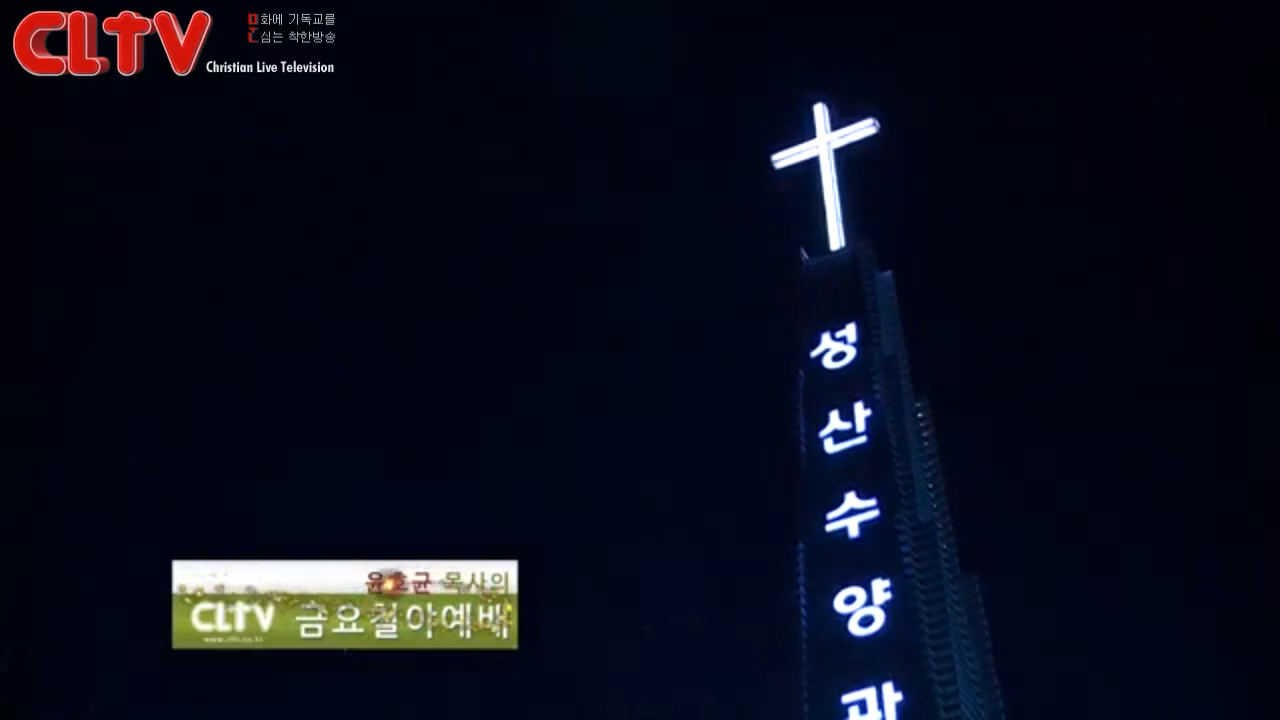 CLTV
문화에 기독교를
심는 착한방송
Christian Live Television
성
산
수
양
관
윤호균 목사의
CLTV 금요철야예배